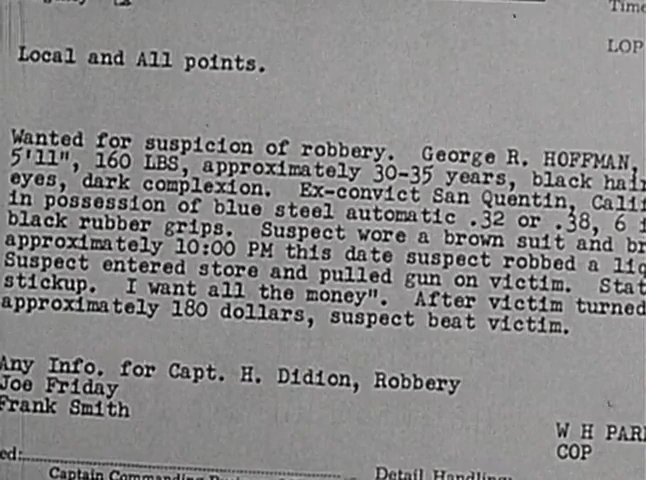 Time
LOP
Local and All points.
Wanted for suspicion of robbery. George R. HOFFMAN,
5'11", 160 LBS, approximately 30-35 years, black hair
eyes, dark complexion. Ex-convict San Quentin, Calif
in possession of blue steel automatic .32 or .38, 6 i
black rubber grips. Suspect wore a brown suit and br
approximately 10:00 PM this date suspect robbed a liq
Suspect entered store and pulled gun on victim. Stat
stickup. I want all the money". After victim turned
approximately 180 dollars, suspect beat victim.
Any Info. for Capt. H. Didion, Robbery
Joe Friday
Frank Smith
W H PAR
COP
ed:
Captain Commanding
Detail Handling: